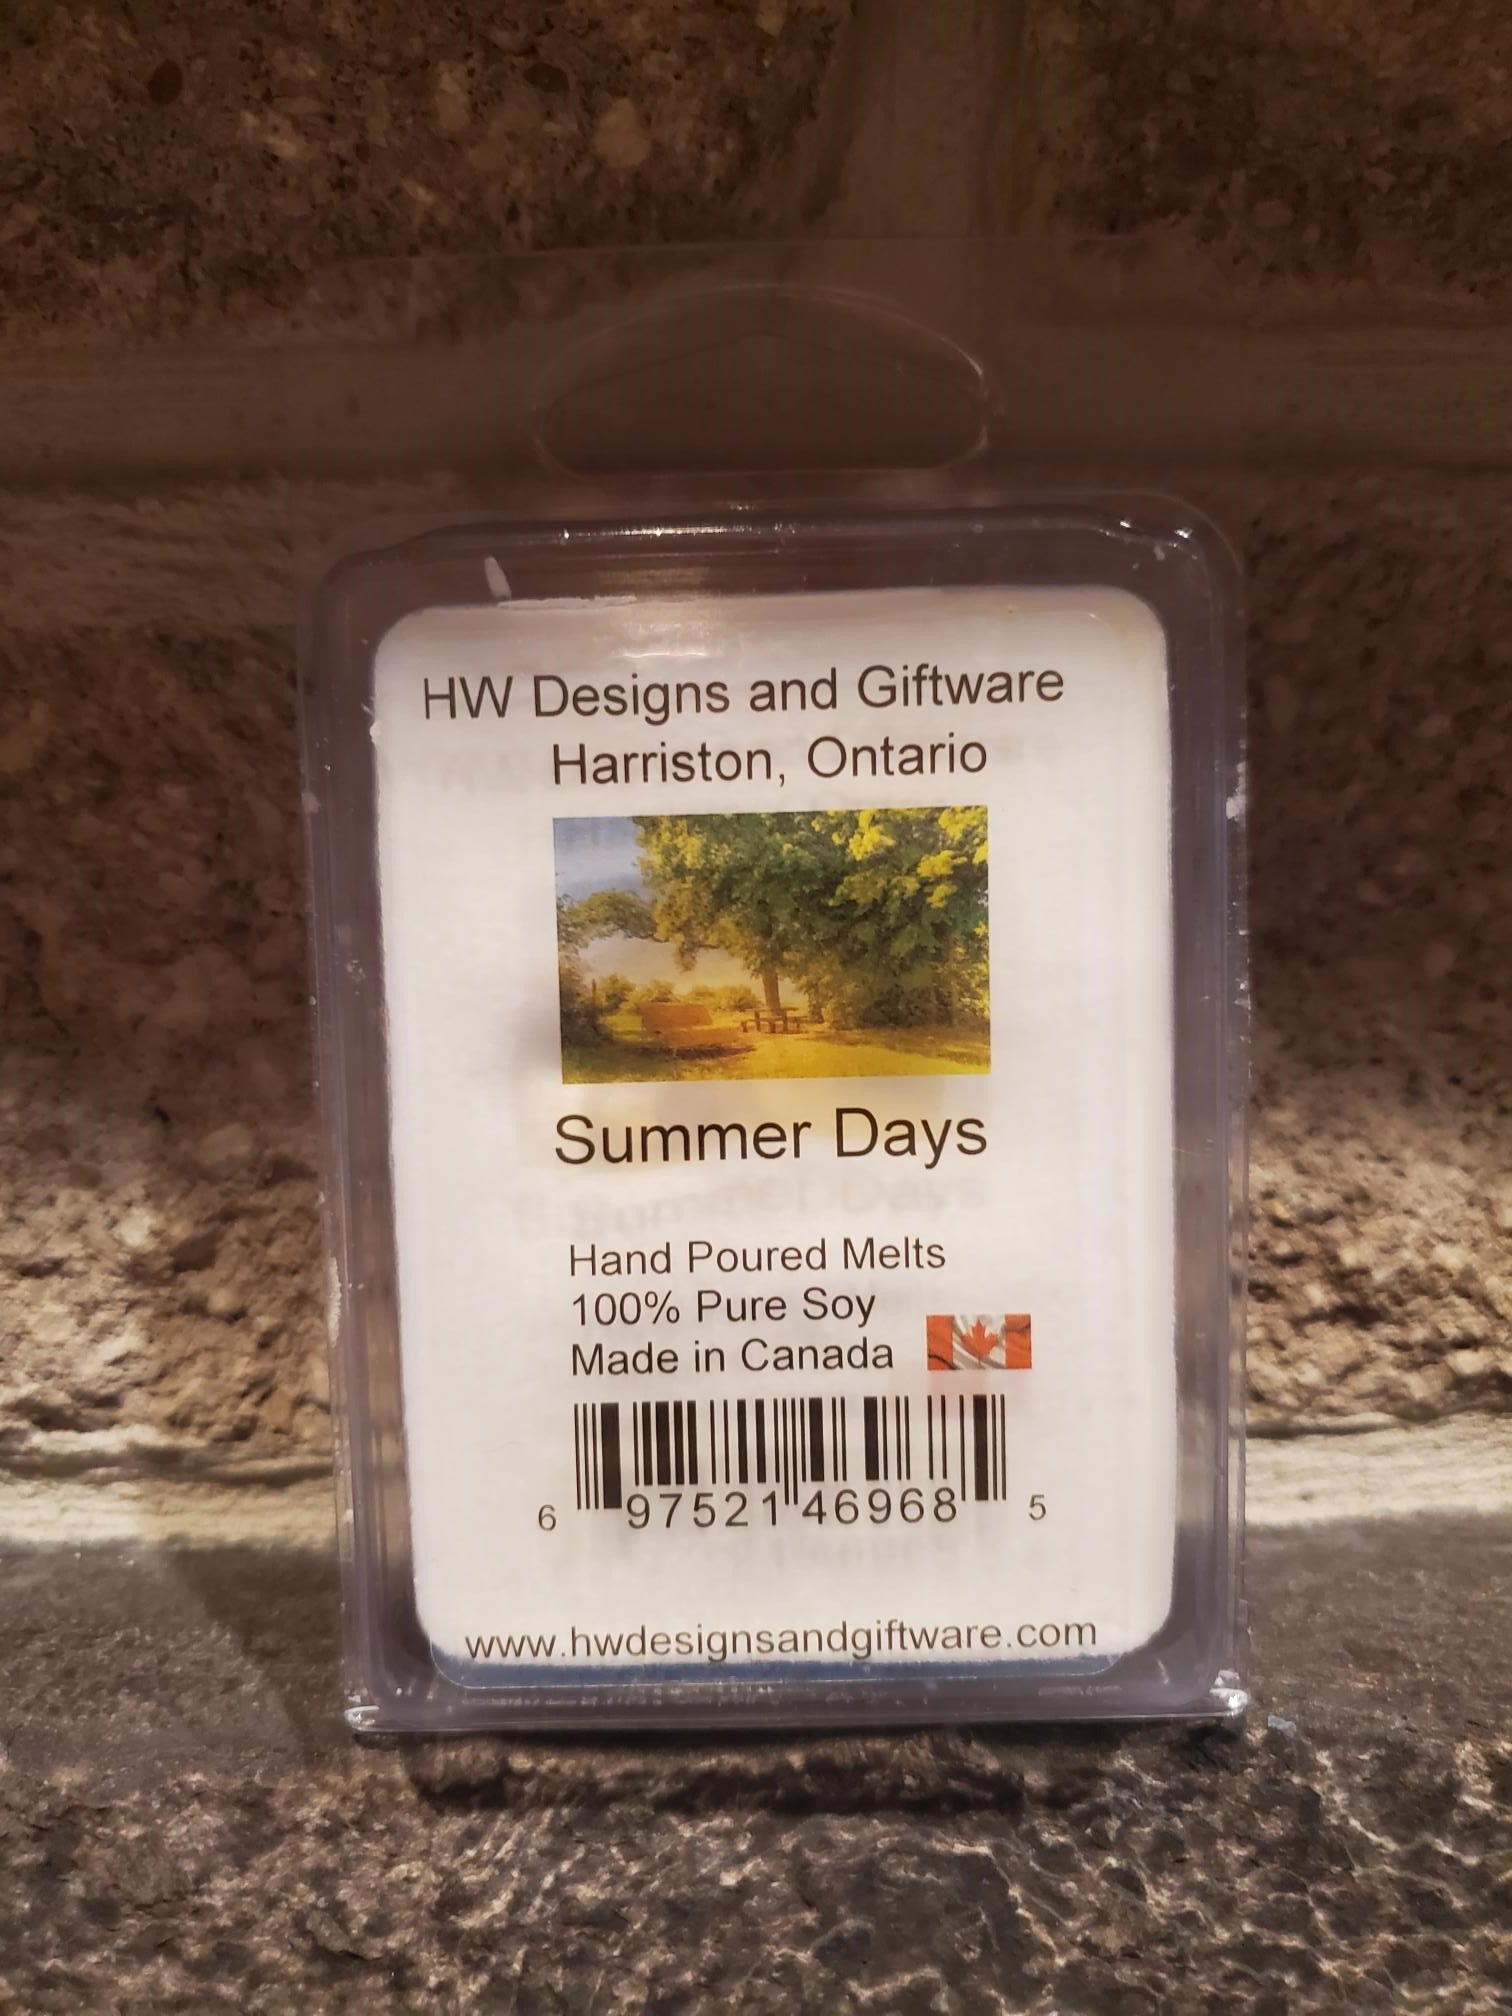 HW Designs and Giftware
Harriston, Ontario
Summer Days
Hand Poured Melts
100% Pure Soy
Made in Canada
6 97521 46968 5
www.hwdesignsandgiftware.com